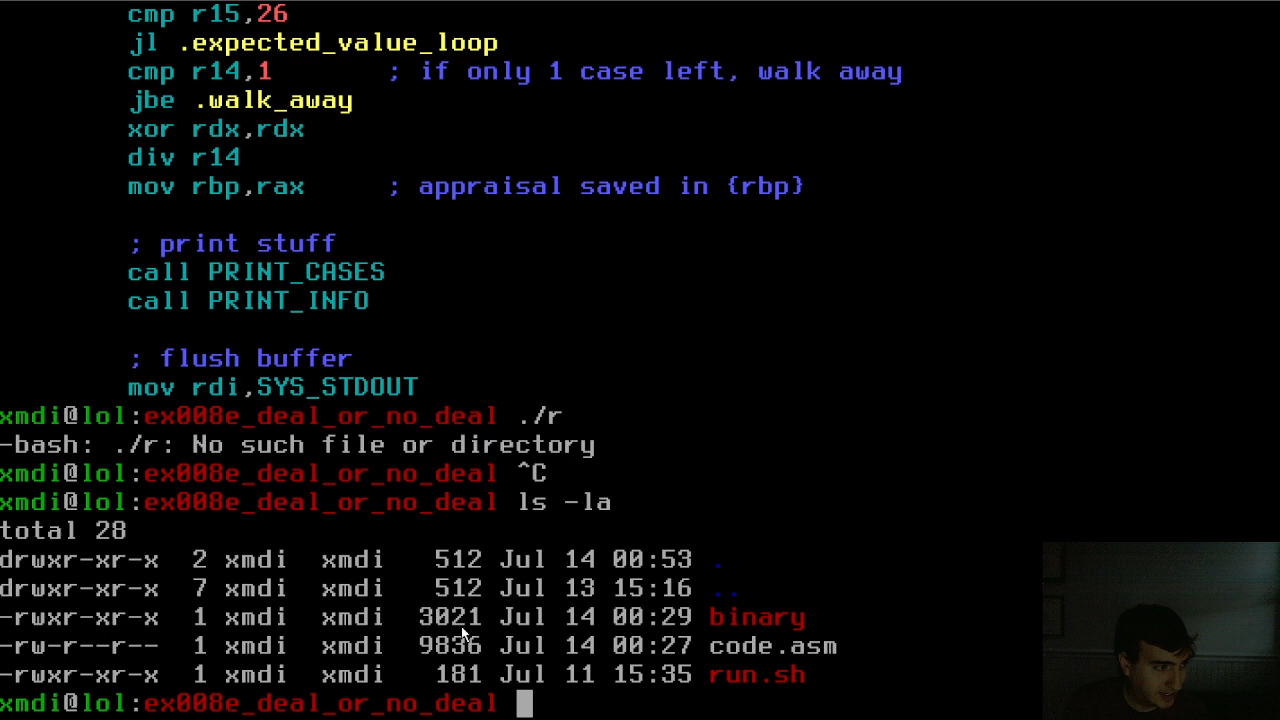 cmp r15,26
jl .expected_value_loop
cmp r14,1 ; if only 1 case left, walk away
jbe .walk_away
xor rdx,rdx
div r14
mov rbp,rax ; appraisal saved in {rbp}
; print stuff
call PRINT_CASES
call PRINT_INFO
; flush buffer
mov rdi,SYS_STDOUT
xmdi@lol:ex008e_deal_or_no_deal ./r
-bash: ./r: No such file or directory
xmdi@lol:ex008e_deal_or_no_deal ^C
xmdi@lol:ex008e_deal_or_no_deal ls -la
total 28
drwxr-xr-x 2 xmdi xmdi 512 Jul 14 00:53 .
drwxr-xr-x 7 xmdi xmdi 512 Jul 13 15:16 ..
-rwxr-xr-x 1 xmdi xmdi 3021 Jul 14 00:29 binary
-rw-r--r-- 1 xmdi xmdi 9836 Jul 14 00:27 code.asm
-rwxr-xr-x 1 xmdi xmdi 181 Jul 11 15:35 run.sh
xmdi@lol:ex008e_deal_or_no_deal